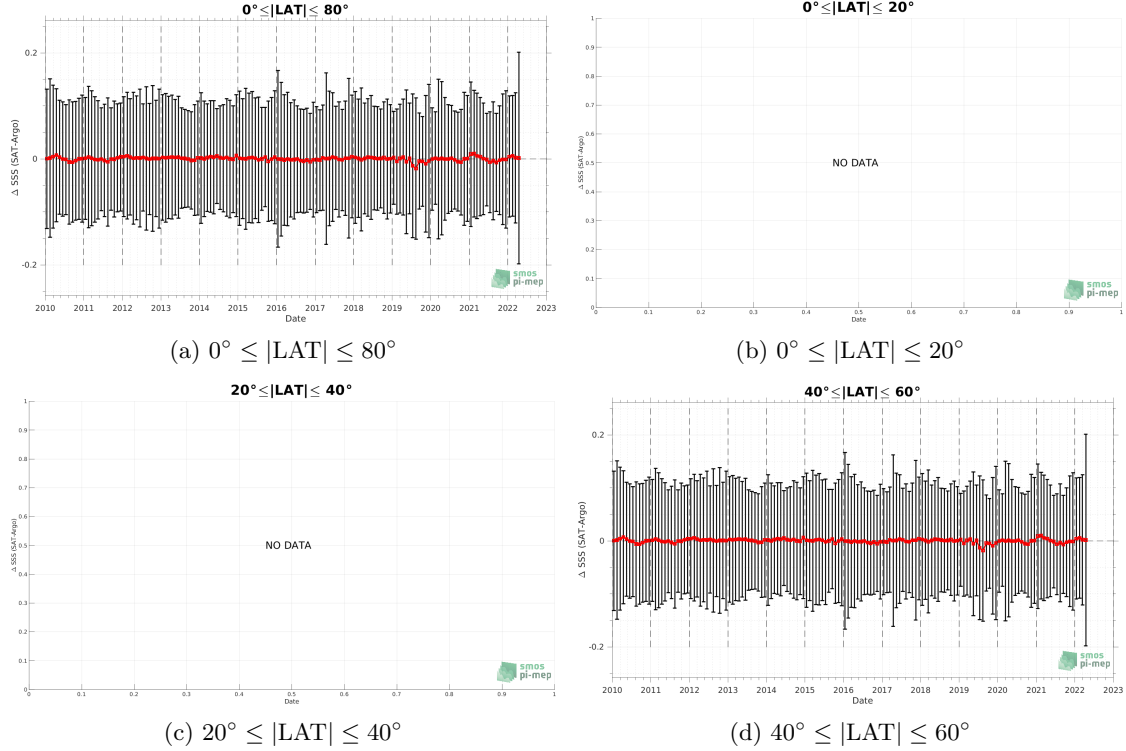 0°≤|LAT|≤ 80°
Δ SSS (SAT-Argo)
0.2
0
-0.2
2010 2011 2012 2013 2014 2015 2016 2017 2018 2019 2020 2021 2022 2023
Date
smos
pi-mep
(a) 0° ≤ |LAT| ≤ 80°
0°≤|LAT|≤ 20°
Δ SSS (SAT-Argo)
1
0.9
0.8
0.7
0.6
0.5
0.4
0.3
0.2
0.1
0
NO DATA
0 0.1 0.2 0.3 0.4 0.5 0.6 0.7 0.8 0.9 1
Date
smos
pi-mep
(b) 0° ≤ |LAT| ≤ 20°
20°≤|LAT|≤ 40°
Δ SSS (SAT-Argo)
1
0.9
0.8
0.7
0.6
0.5
0.4
0.3
0.2
0.1
0
NO DATA
0 0.1 0.2 0.3 0.4 0.5 0.6 0.7 0.8 0.9 1
Date
smos
pi-mep
(c) 20° ≤ |LAT| ≤ 40°
40°≤|LAT|≤ 60°
Δ SSS (SAT-Argo)
0.2
0
-0.2
2010 2011 2012 2013 2014 2015 2016 2017 2018 2019 2020 2021 2022 2023
Date
smos
pi-mep
(d) 40° ≤ |LAT| ≤ 60°